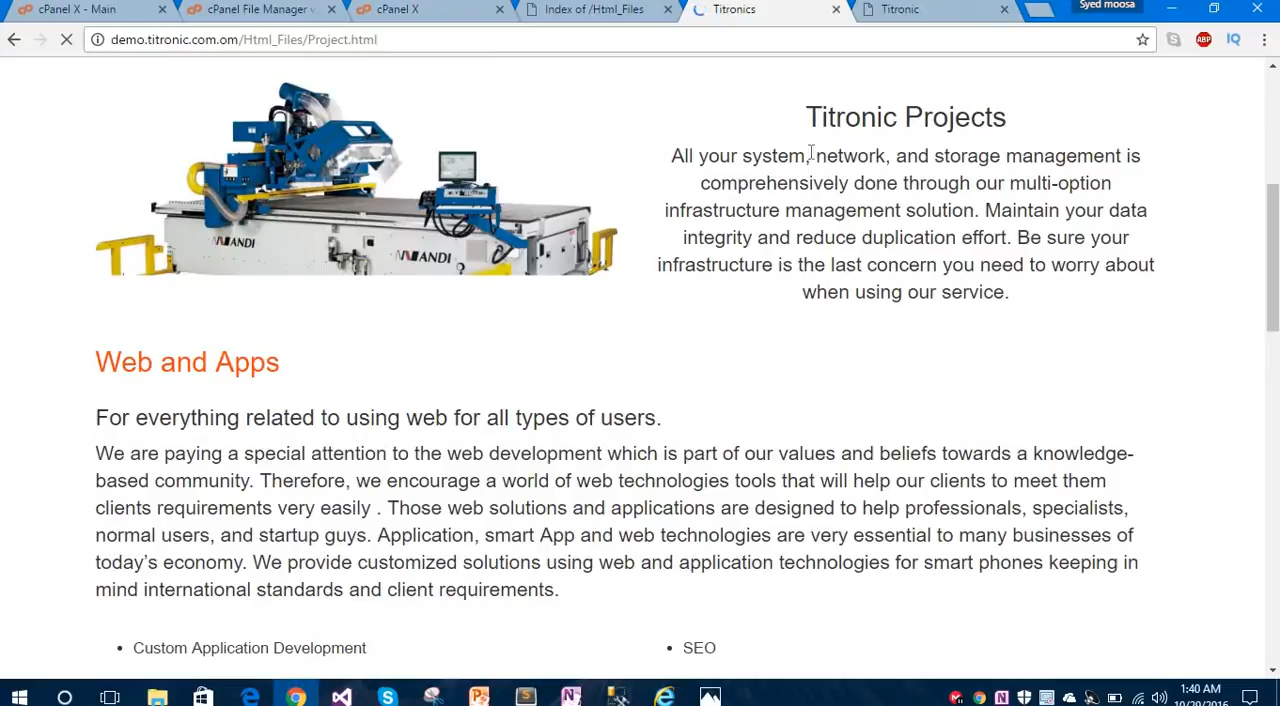 cPanel X - Main
cPanel File Manager v
cPanel X
Index of /Html_Files
Titronics
Titronic
Syed moosa
demo.titronic.com.om/Html_Files/Project.html
ABP
IQ
ANDI
ANDI
Titronic Projects
All your system, network, and storage management is
comprehensively done through our multi-option
infrastructure management solution. Maintain your data
integrity and reduce duplication effort. Be sure your
infrastructure is the last concern you need to worry about
when using our service.
Web and Apps
For everything related to using web for all types of users.
We are paying a special attention to the web development which is part of our values and beliefs towards a knowledge-
based community. Therefore, we encourage a world of web technologies tools that will help our clients to meet them
clients requirements very easily . Those web solutions and applications are designed to help professionals, specialists,
normal users, and startup guys. Application, smart App and web technologies are very essential to many businesses of
today’s economy. We provide customized solutions using web and application technologies for smart phones keeping in
mind international standards and client requirements.
• Custom Application Development
• SEO
1:40 AM
10/29/2016